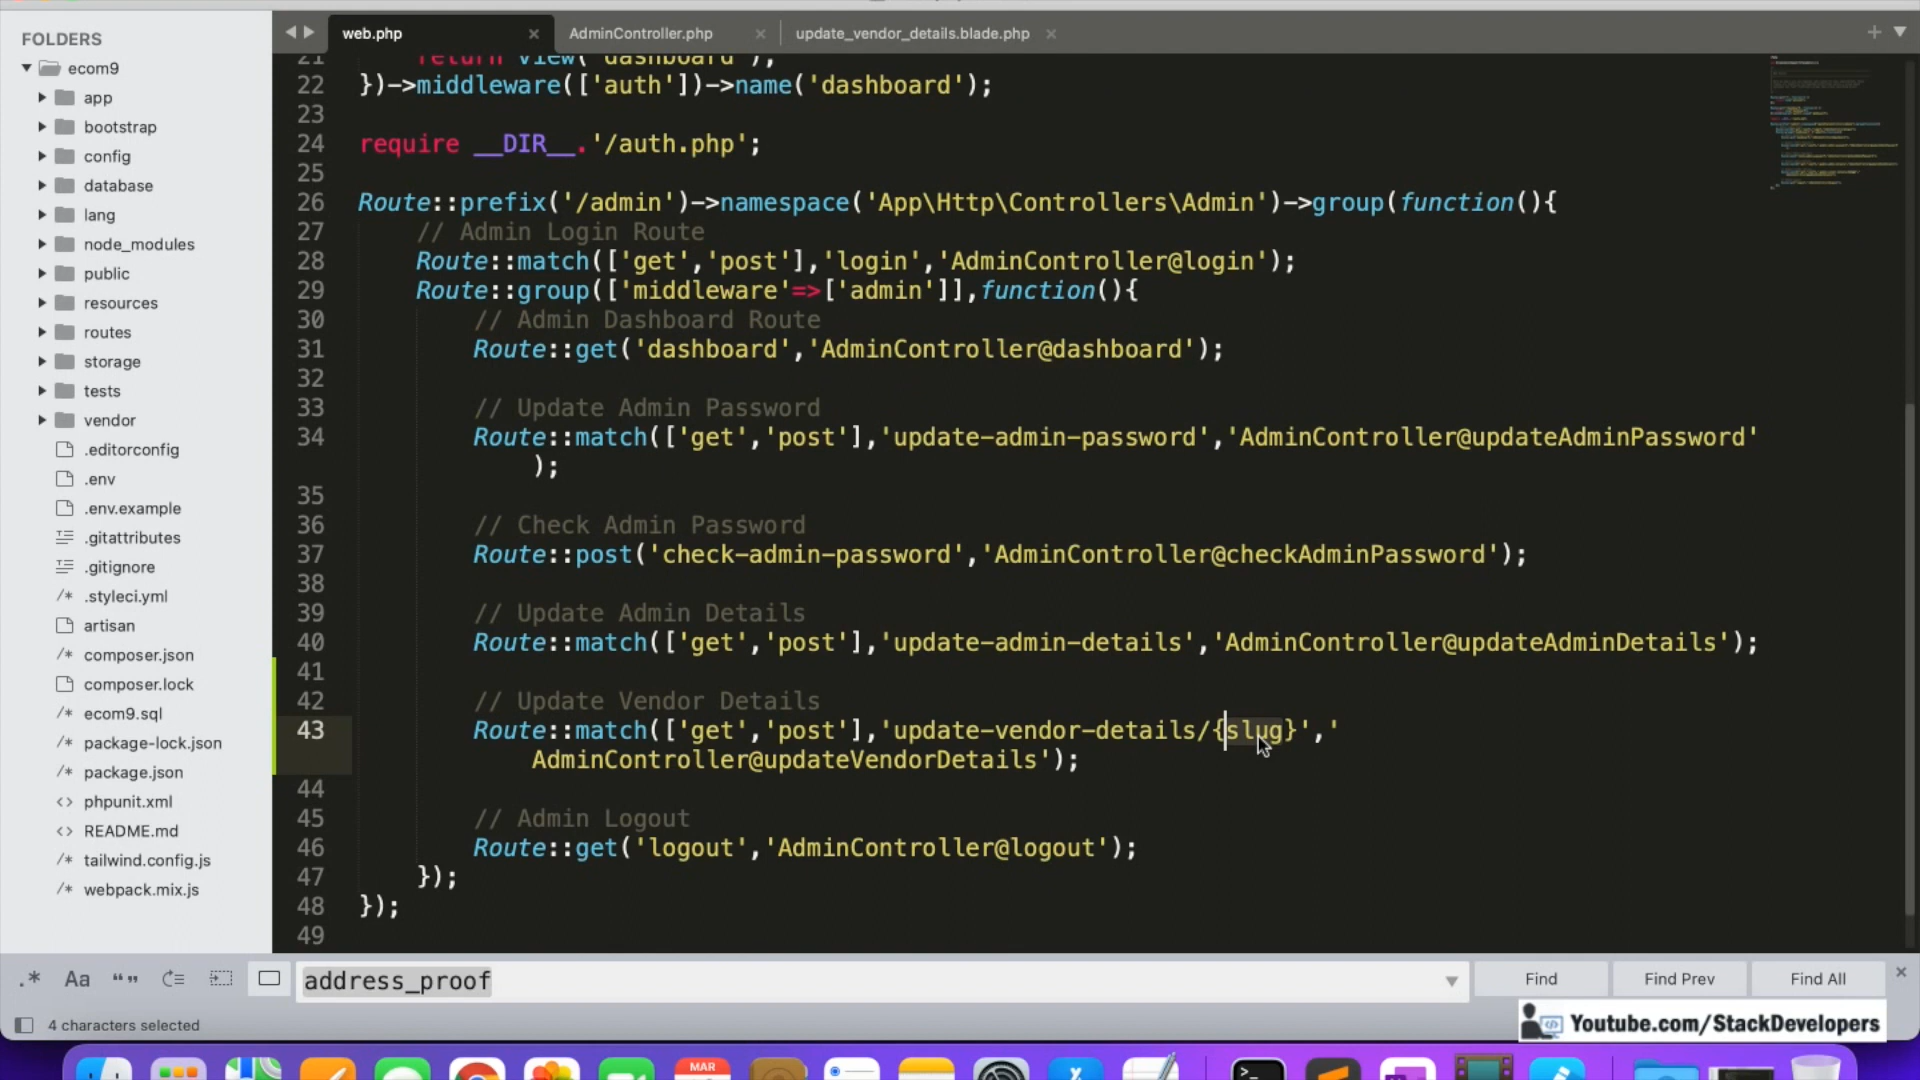 FOLDERS
ecom9
app
bootstrap
config
database
lang
node_modules
public
resources
routes
storage
tests
vendor
.editorconfig
.env
.env.example
.gitattributes
.gitignore
.styleci.yml
artisan
composer.json
composer.lock
ecom9.sql
package-lock.json
package.json
phpunit.xml
README.md
tailwind.config.js
webpack.mix.js
web.php AdminController.php update_vendor_details.blade.php
21 return view('dashboard');
22 })->middleware(['auth'])->name('dashboard');
23
24 require __DIR__.'/auth.php';
25
26 Route::prefix('/admin')->namespace('App\Http\Controllers\Admin')->group(function(){
27 // Admin Login Route
28 Route::match(['get','post'],'login','AdminController@login');
29 Route::group(['middleware'=>['admin']],function(){
30 // Admin Dashboard Route
31 Route::get('dashboard','AdminController@dashboard');
32
33 // Update Admin Password
34 Route::match(['get','post'],'update-admin-password','AdminController@updateAdminPassword'
);
35
36 // Check Admin Password
37 Route::post('check-admin-password','AdminController@checkAdminPassword');
38
39 // Update Admin Details
40 Route::match(['get','post'],'update-admin-details','AdminController@updateAdminDetails');
41
42 // Update Vendor Details
43 Route::match(['get','post'],'update-vendor-details/{slug}','
AdminController@updateVendorDetails');
44
45 // Admin Logout
46 Route::get('logout','AdminController@logout');
47 });
48 });
49
.* Aa “” address_proof Find Find Prev Find All
4 characters selected
Youtube.com/StackDevelopers
MAR